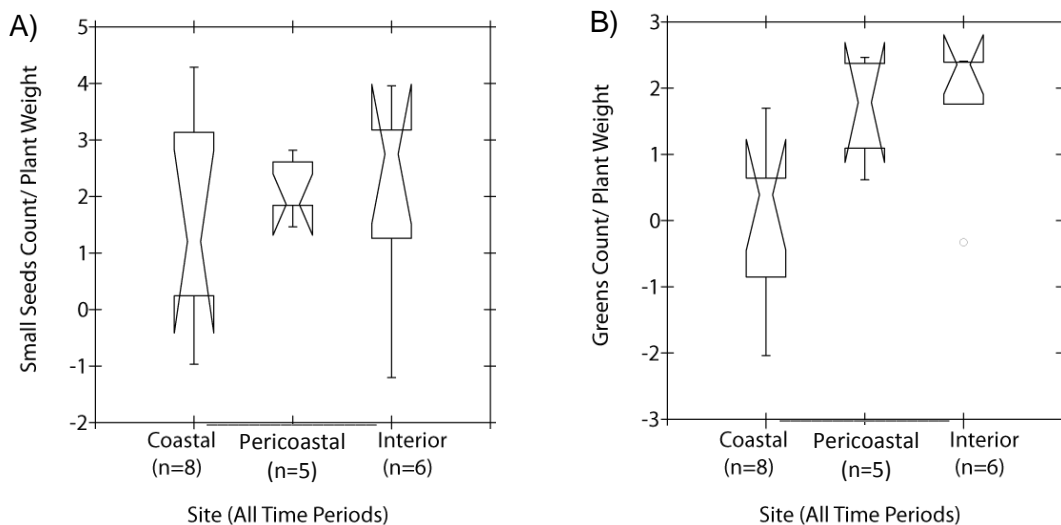 A)
Small Seeds Count/ Plant Weight
5
4
3
2
1
0
-1
-2
Coastal Pericoastal Interior
(n=8) (n=5) (n=6)
Site (All Time Periods)
B)
Greens Count/ Plant Weight
3
2
1
0
-1
-2
-3
Coastal Pericoastal Interior
(n=8) (n=5) (n=6)
Site (All Time Periods)